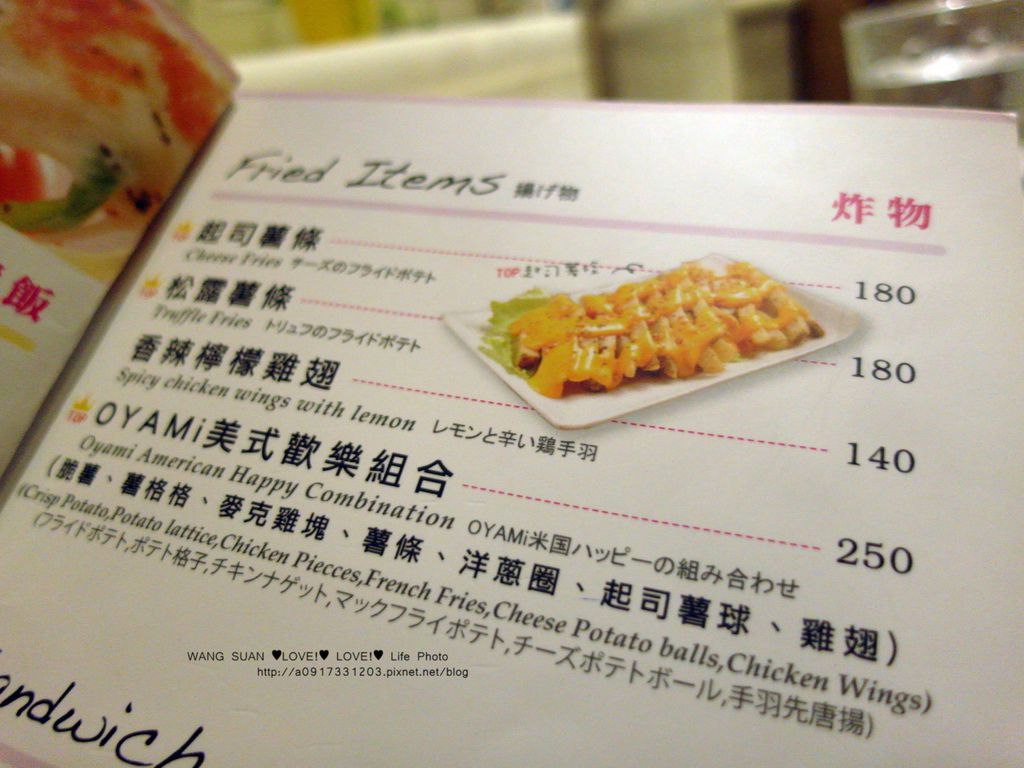 Fried Items 揚げ物 炸物
起司薯條 180
Cheese Fries チーズのフライドポテト
TOP 起司薯條
松露薯條 180
Truffle Fries トリュフのフライドポテト
香辣檸檬雞翅 140
Spicy chicken wings with lemon レモンと辛い鶏手羽
TOP OYAMi美式歡樂組合 250
Oyami American Happy Combination OYAMi米国ハッピーの組み合わせ
(脆薯、薯格格、麥克雞塊、薯條、洋蔥圈、起司薯球、雞翅)
(Crisp Potato,Potato lattice,Chicken Piecces,French Fries,Cheese Potato balls,Chicken Wings)
(フライドポテト,ポテト格子,チキンナゲット,マックフライポテト,チーズポテトボール,手羽先唐揚)
飯
andwich
WANG SUAN ♥LOVE!♥ LOVE!♥ Life Photo
http://a0917331203.pixnet.net/blog